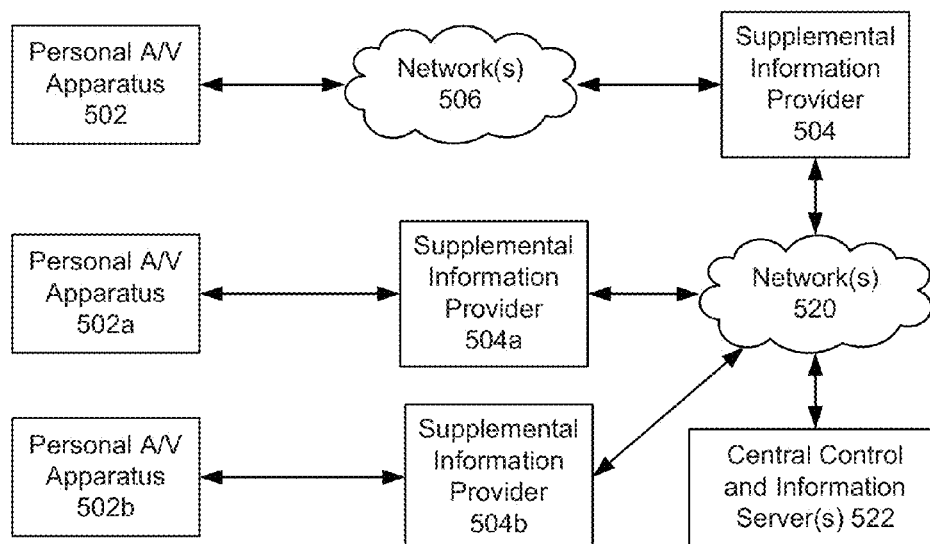 Personal A/V
Apparatus
502
Network(s)
506
Supplemental
Information
Provider
504
Personal A/V
Apparatus
502a
Supplemental
Information
Provider
504a
Network(s)
520
Personal A/V
Apparatus
502b
Supplemental
Information
Provider
504b
Central Control
and Information
Server(s) 522